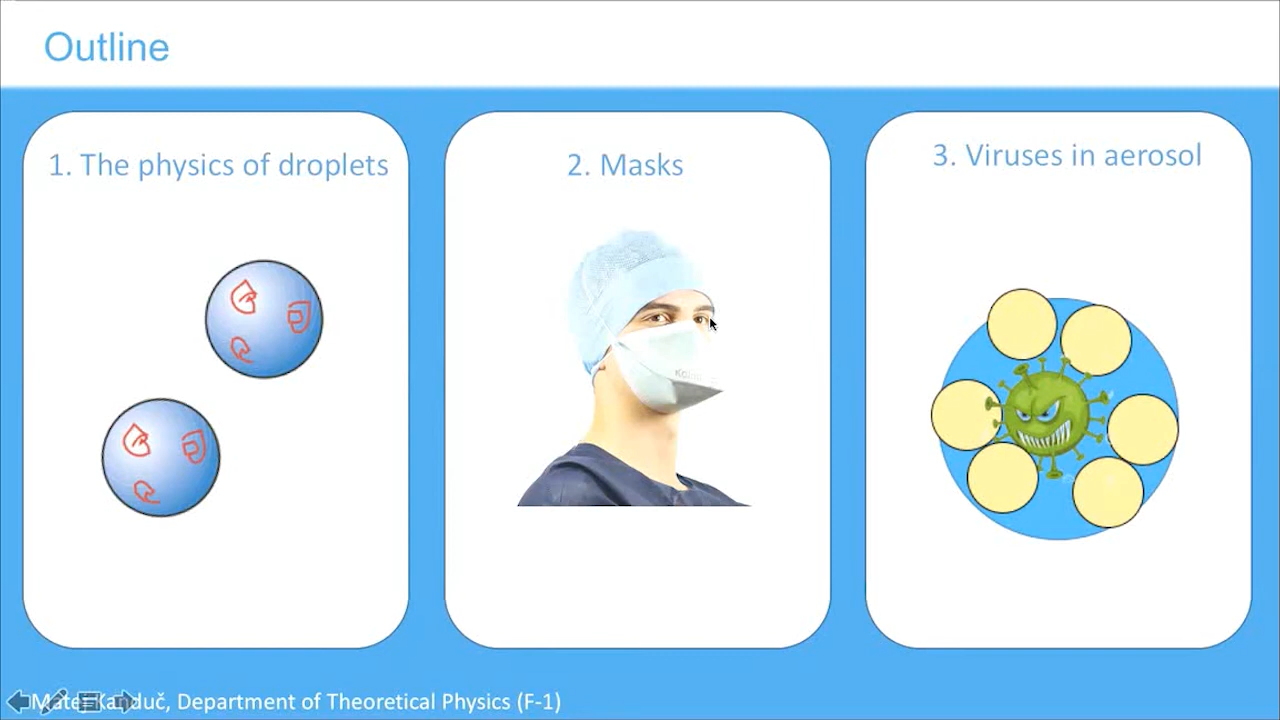 Outline
1. The physics of droplets
2. Masks
3. Viruses in aerosol
Matej Kanduč, Department of Theoretical Physics (F-1)